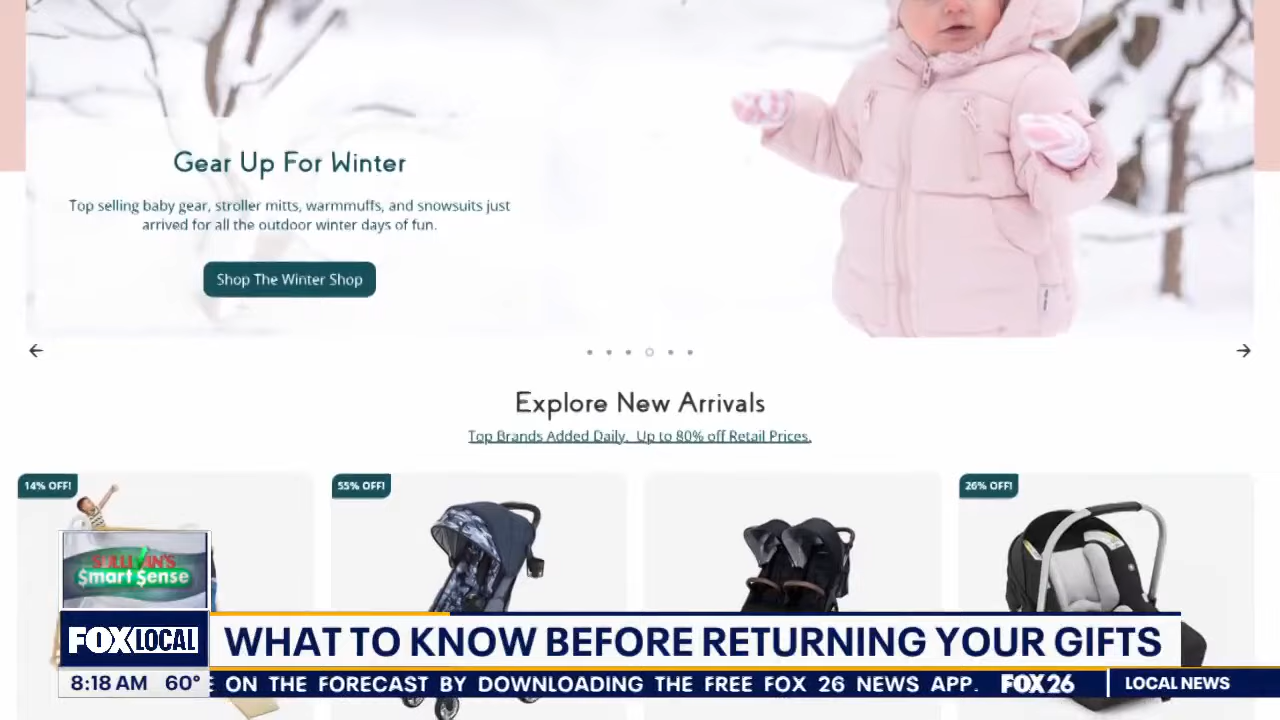 Gear Up For Winter
Top selling baby gear, stroller mitts, warmmuffs, and snowsuits just
arrived for all the outdoor winter days of fun.
Shop The Winter Shop
Explore New Arrivals
Top Brands Added Daily. Up to 80% off Retail Prices.
14% OFF!
55% OFF!
26% OFF!
SULLIVAN'S
$mart $ense
FOX LOCAL
WHAT TO KNOW BEFORE RETURNING YOUR GIFTS
8:18 AM 60°
ON THE FORECAST BY DOWNLOADING THE FREE FOX 26 NEWS APP. FOX 26
LOCAL NEWS